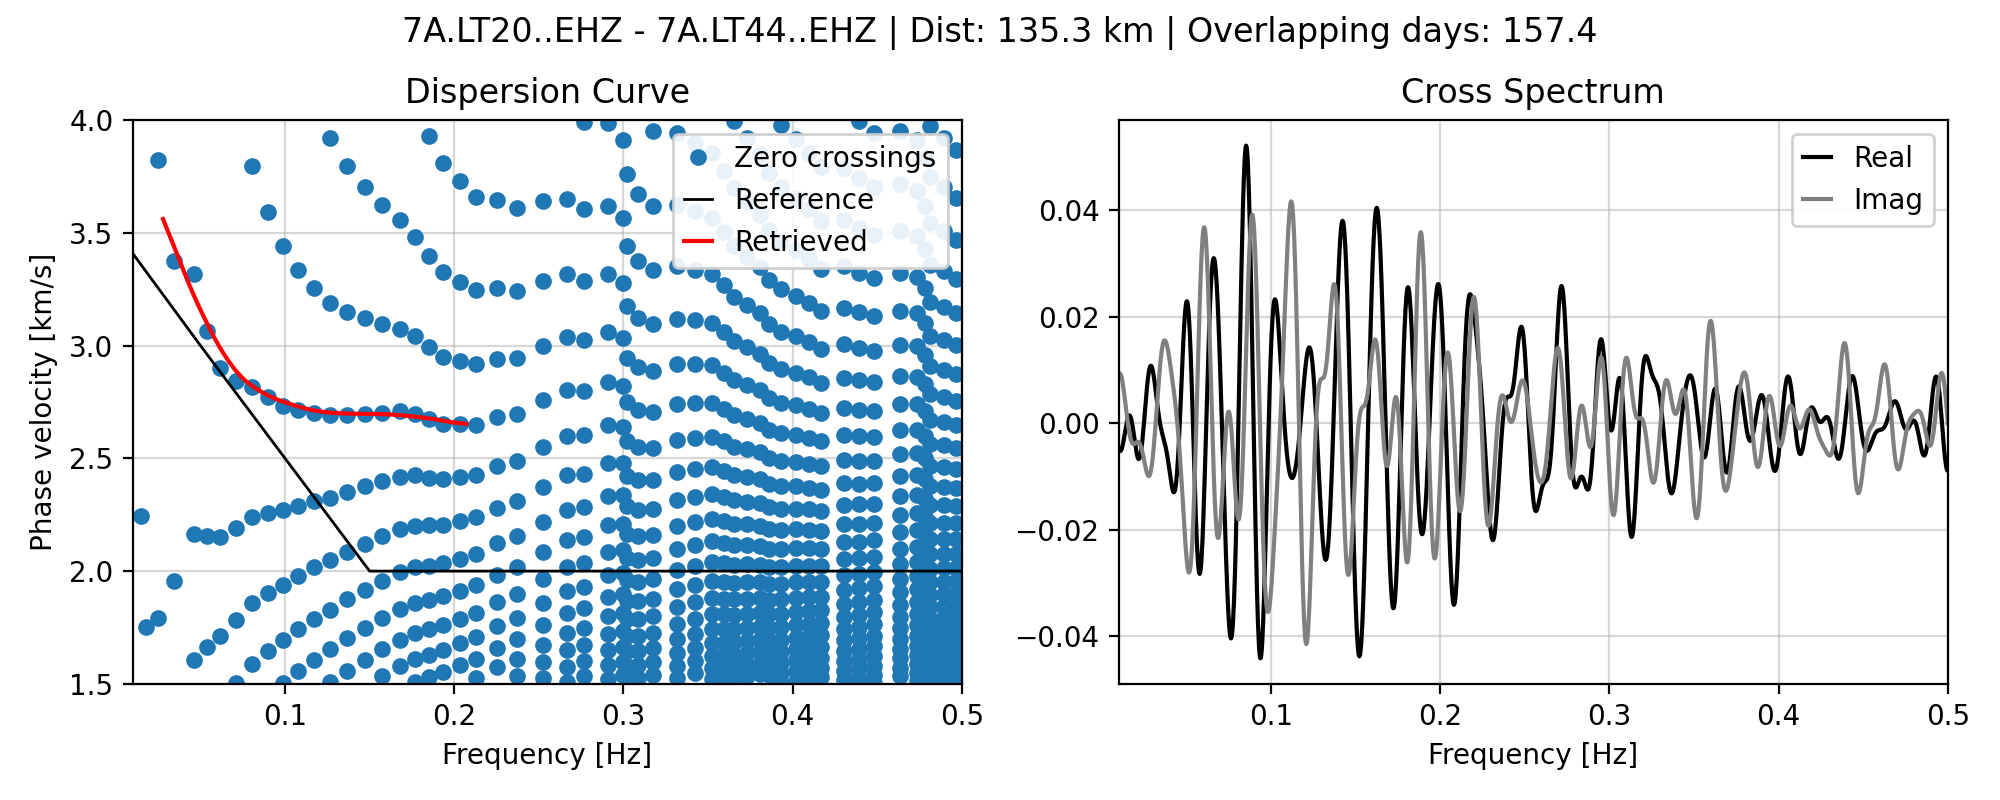 7A.LT20..EHZ - 7A.LT44..EHZ | Dist: 135.3 km | Overlapping days: 157.4
Dispersion Curve
4.0
3.5
3.0
2.5
2.0
1.5
Phase velocity [km/s]
0.1
0.2
0.3
0.4
0.5
Frequency [Hz]
Zero crossings
Reference
Retrieved
Cross Spectrum
0.04
0.02
0.00
−0.02
−0.04
0.1
0.2
0.3
0.4
0.5
Frequency [Hz]
Real
Imag